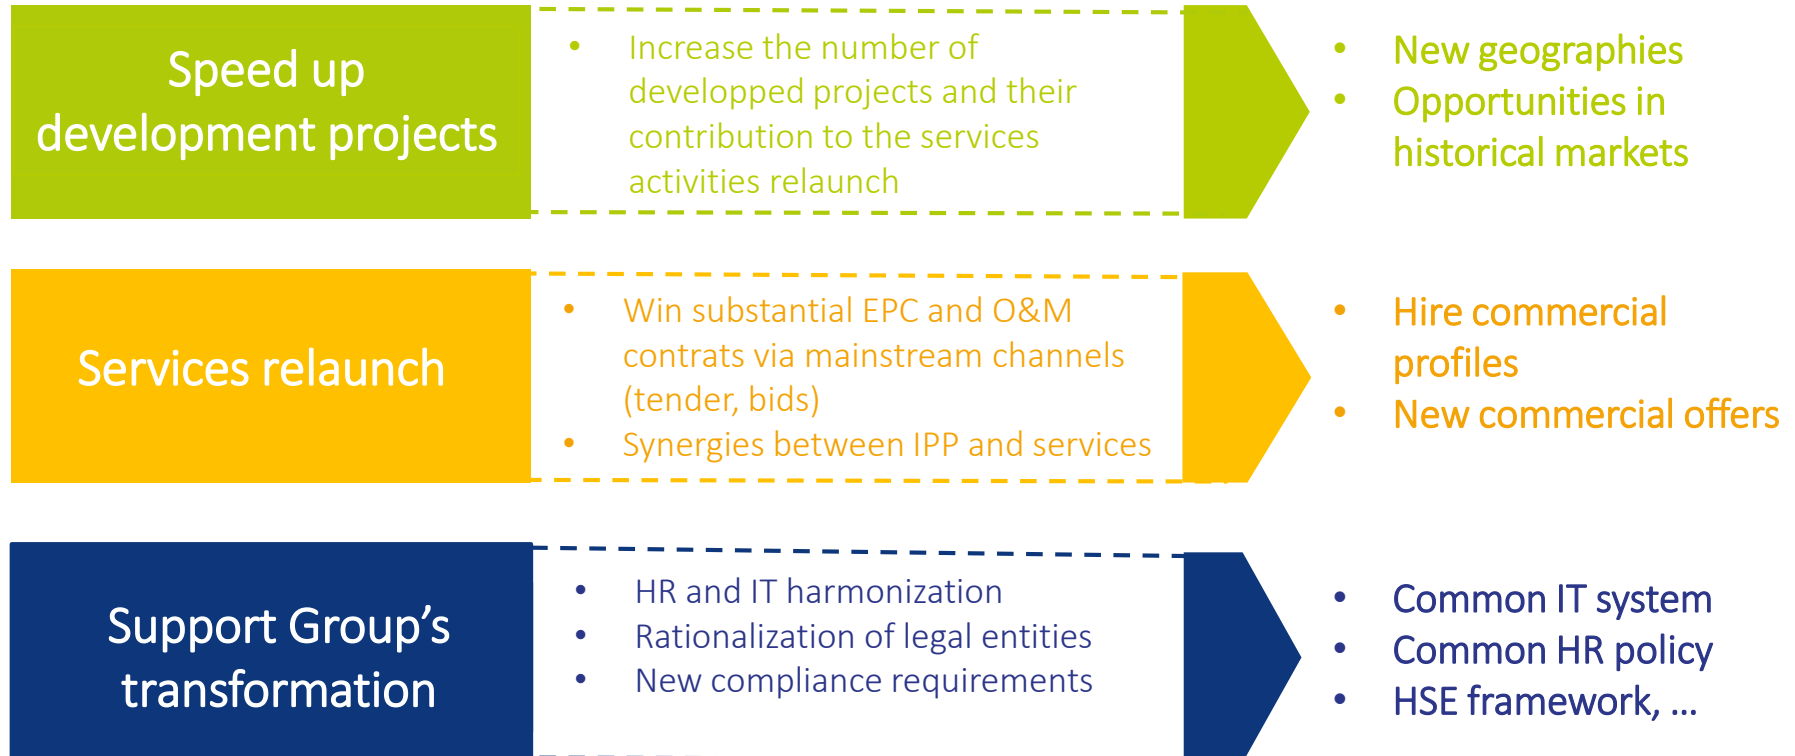 Speed up
development projects
• Increase the number of
developped projects and their
contribution to the services
activities relaunch
• New geographies
• Opportunities in
historical markets
Services relaunch
• Win substantial EPC and O&M
contrats via mainstream channels
(tender, bids)
• Synergies between IPP and services
• Hire commercial
profiles
• New commercial offers
Support Group’s
transformation
• HR and IT harmonization
• Rationalization of legal entities
• New compliance requirements
• Common IT system
• Common HR policy
• HSE framework, ...